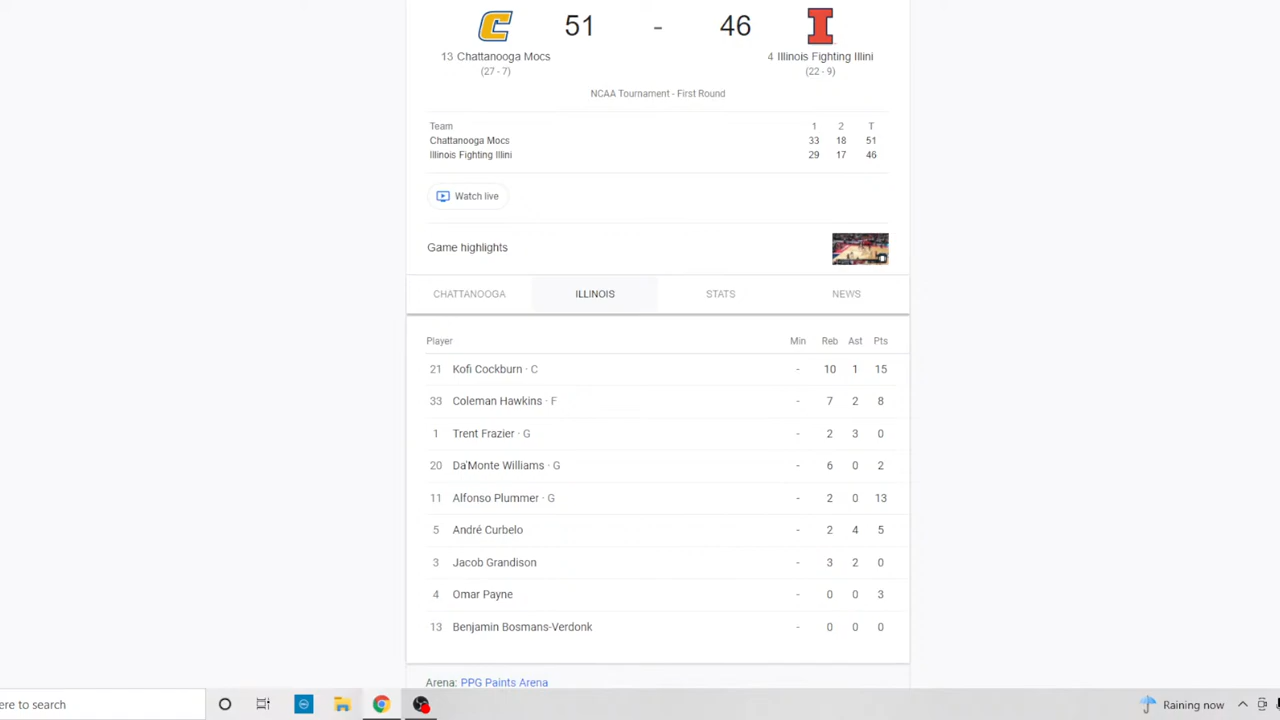 51 - 46
13 Chattanooga Mocs 4 Illinois Fighting Illini
(27 - 7) (22 - 9)
NCAA Tournament - First Round
Team 1 2 T
Chattanooga Mocs 33 18 51
Illinois Fighting Illini 29 17 46
Watch live
Game highlights
CHATTANOOGA ILLINOIS STATS NEWS
Player Min Reb Ast Pts
21 Kofi Cockburn · C - 10 1 15
33 Coleman Hawkins · F - 7 2 8
1 Trent Frazier · G - 2 3 0
20 Da'Monte Williams · G - 6 0 2
11 Alfonso Plummer · G - 2 0 13
5 André Curbelo - 2 4 5
3 Jacob Grandison - 3 2 0
4 Omar Payne - 0 0 3
13 Benjamin Bosmans-Verdonk - 0 0 0
Arena: PPG Paints Arena
ere to search Raining now